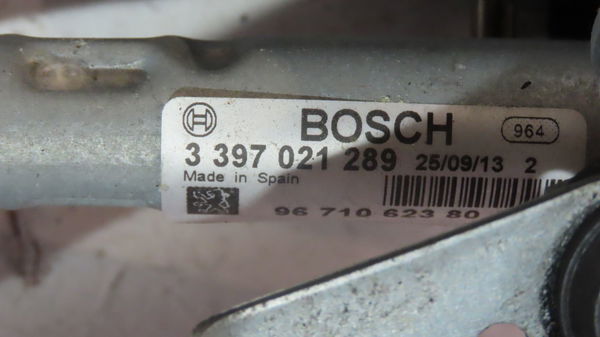 BOSCH 964
3 397 021 289 25/09/13 2
Made in Spain
96 710 623 80